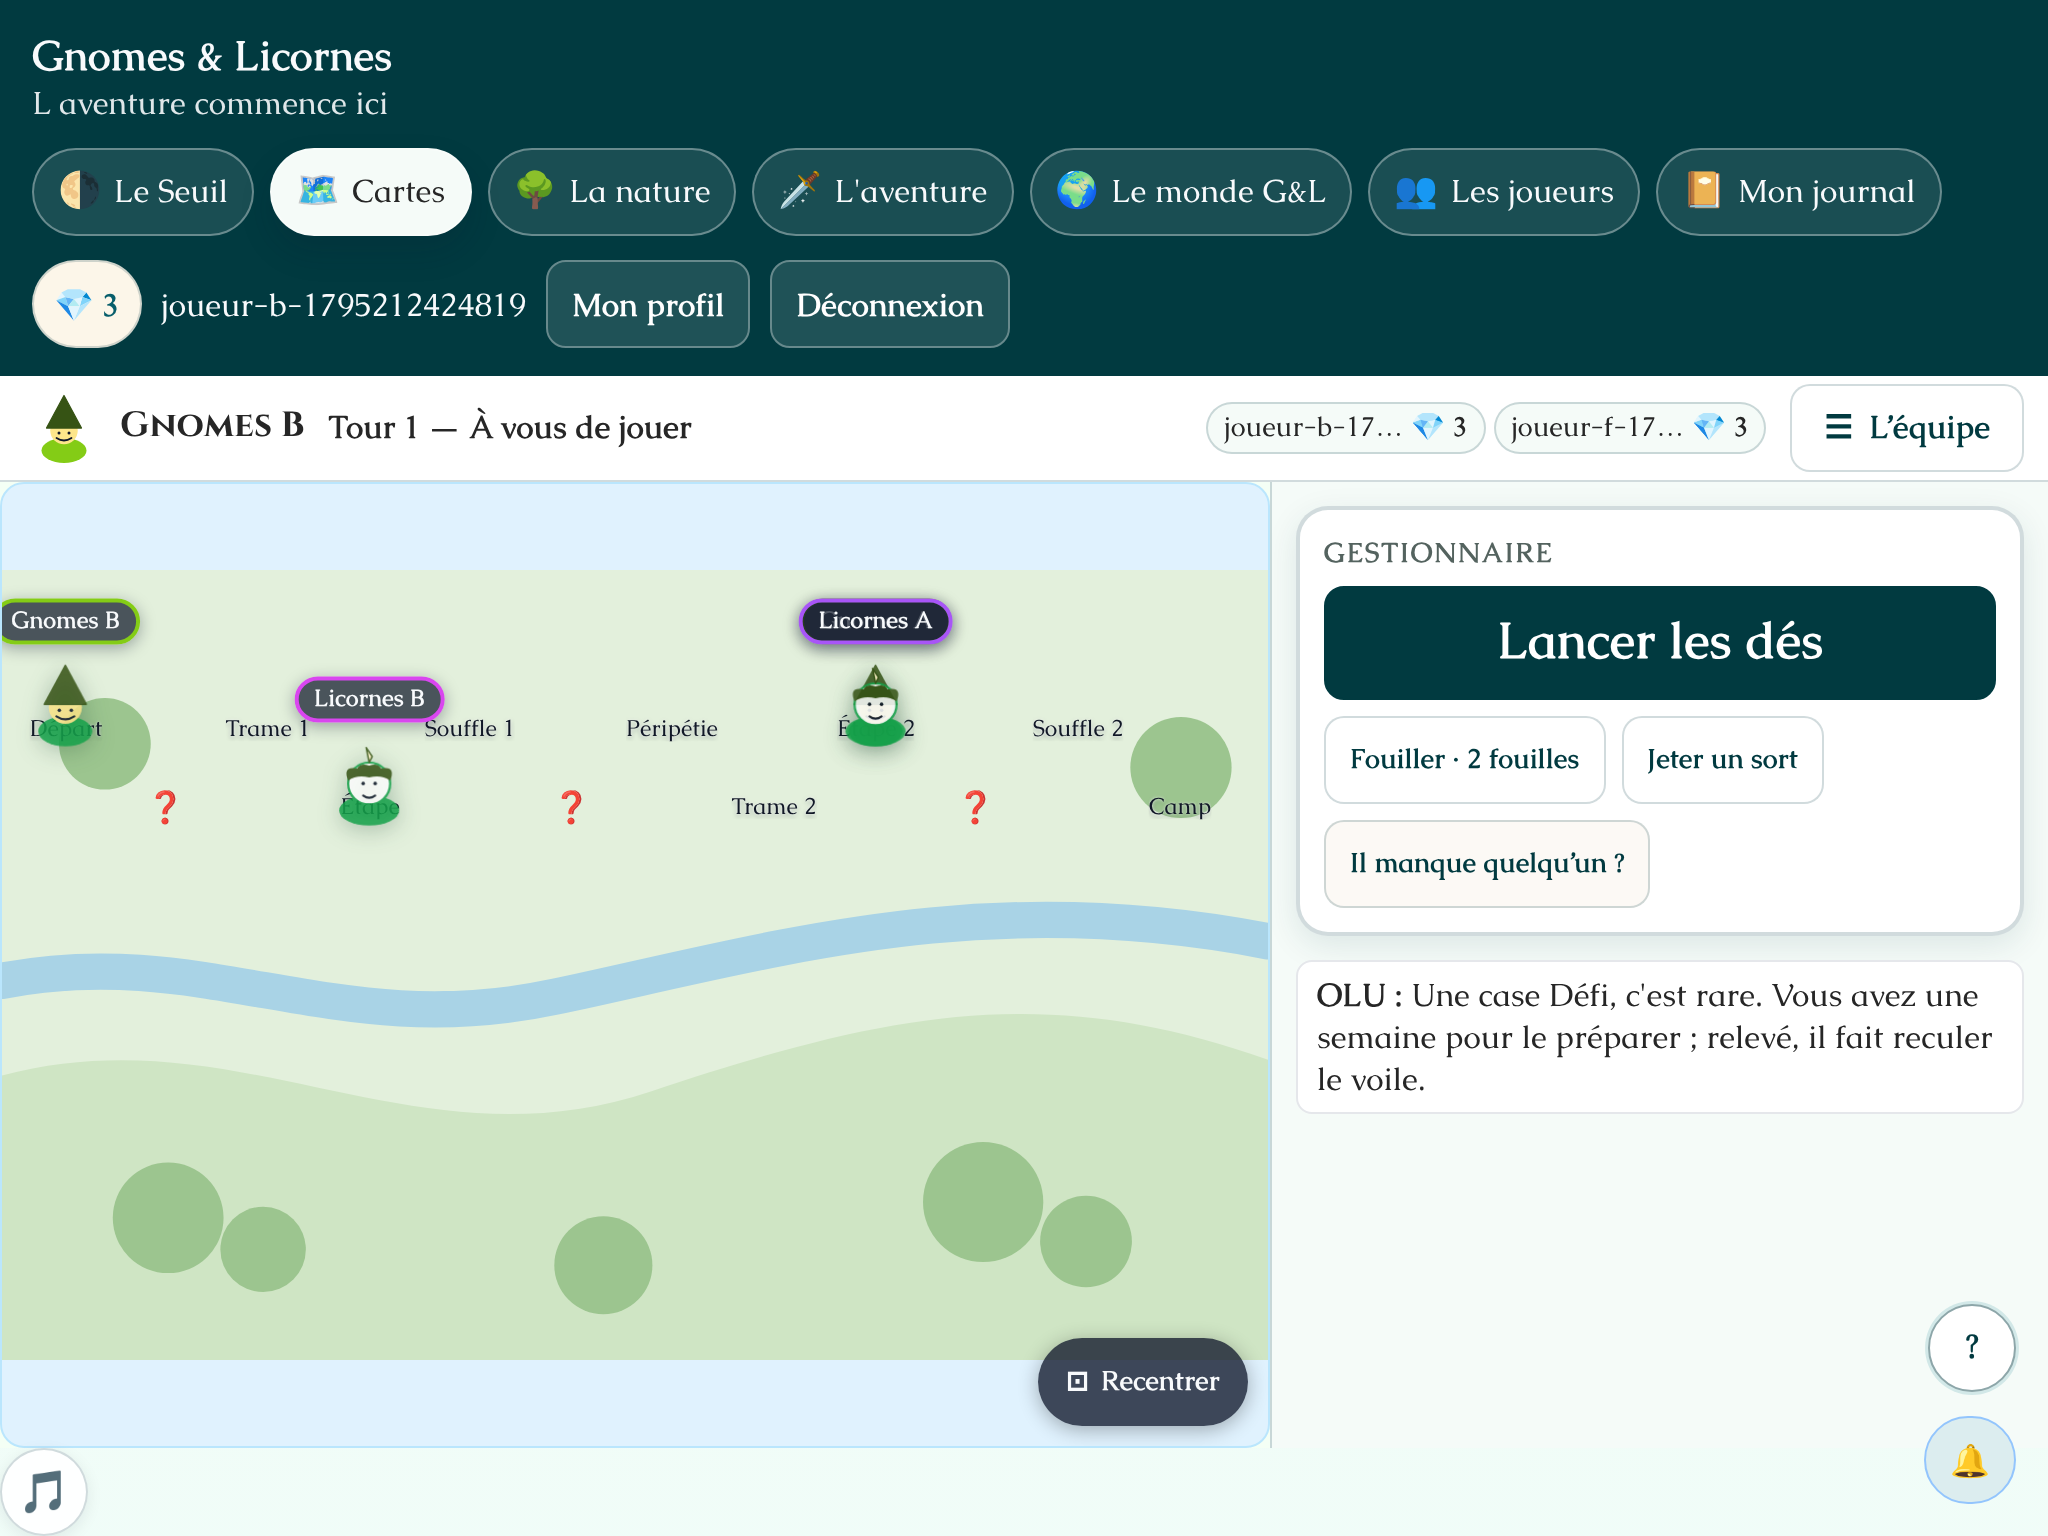 Gnomes & Licornes
L aventure commence ici
Le Seuil
Cartes
La nature
L'aventure
Le monde G&L
Les joueurs
Mon journal
3
joueur-b-1795212424819
Mon profil
Déconnexion
Gnomes B
Tour 1 — À vous de jouer
joueur-b-17… 3
joueur-f-17… 3
☰ L’équipe
Gnomes B
Licornes A
Licornes B
Départ
Trame 1
Souffle 1
Péripétie
Souffle 2
❓
Étape
❓
Trame 2
❓
Camp
Recentrer
GESTIONNAIRE
Lancer les dés
Fouiller · 2 fouilles
Jeter un sort
Il manque quelqu’un ?
OLU : Une case Défi, c'est rare. Vous avez une
semaine pour le préparer ; relevé, il fait reculer
le voile.
?